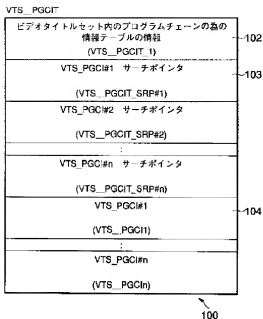 VTS_PGCIT
ビデオタイトルセット内のプログラムチェーンの為の
情報テーブルの情報
(VTS_PGCIT_1)
102
VTS_PGCI#1 サーチポインタ
103
(VTS_PGCIT_SRP#1)
VTS_PGCI#2 サーチポインタ
(VTS_PGCIT_SRP#2)
⋮
VTS_PGCI#n サーチポインタ
(VTS_PGCIT_SRP#n)
VTS_PGCI#1
104
(VTS_PGCI1)
⋮
VTS_PGCI#n
(VTS_PGCIn)
100